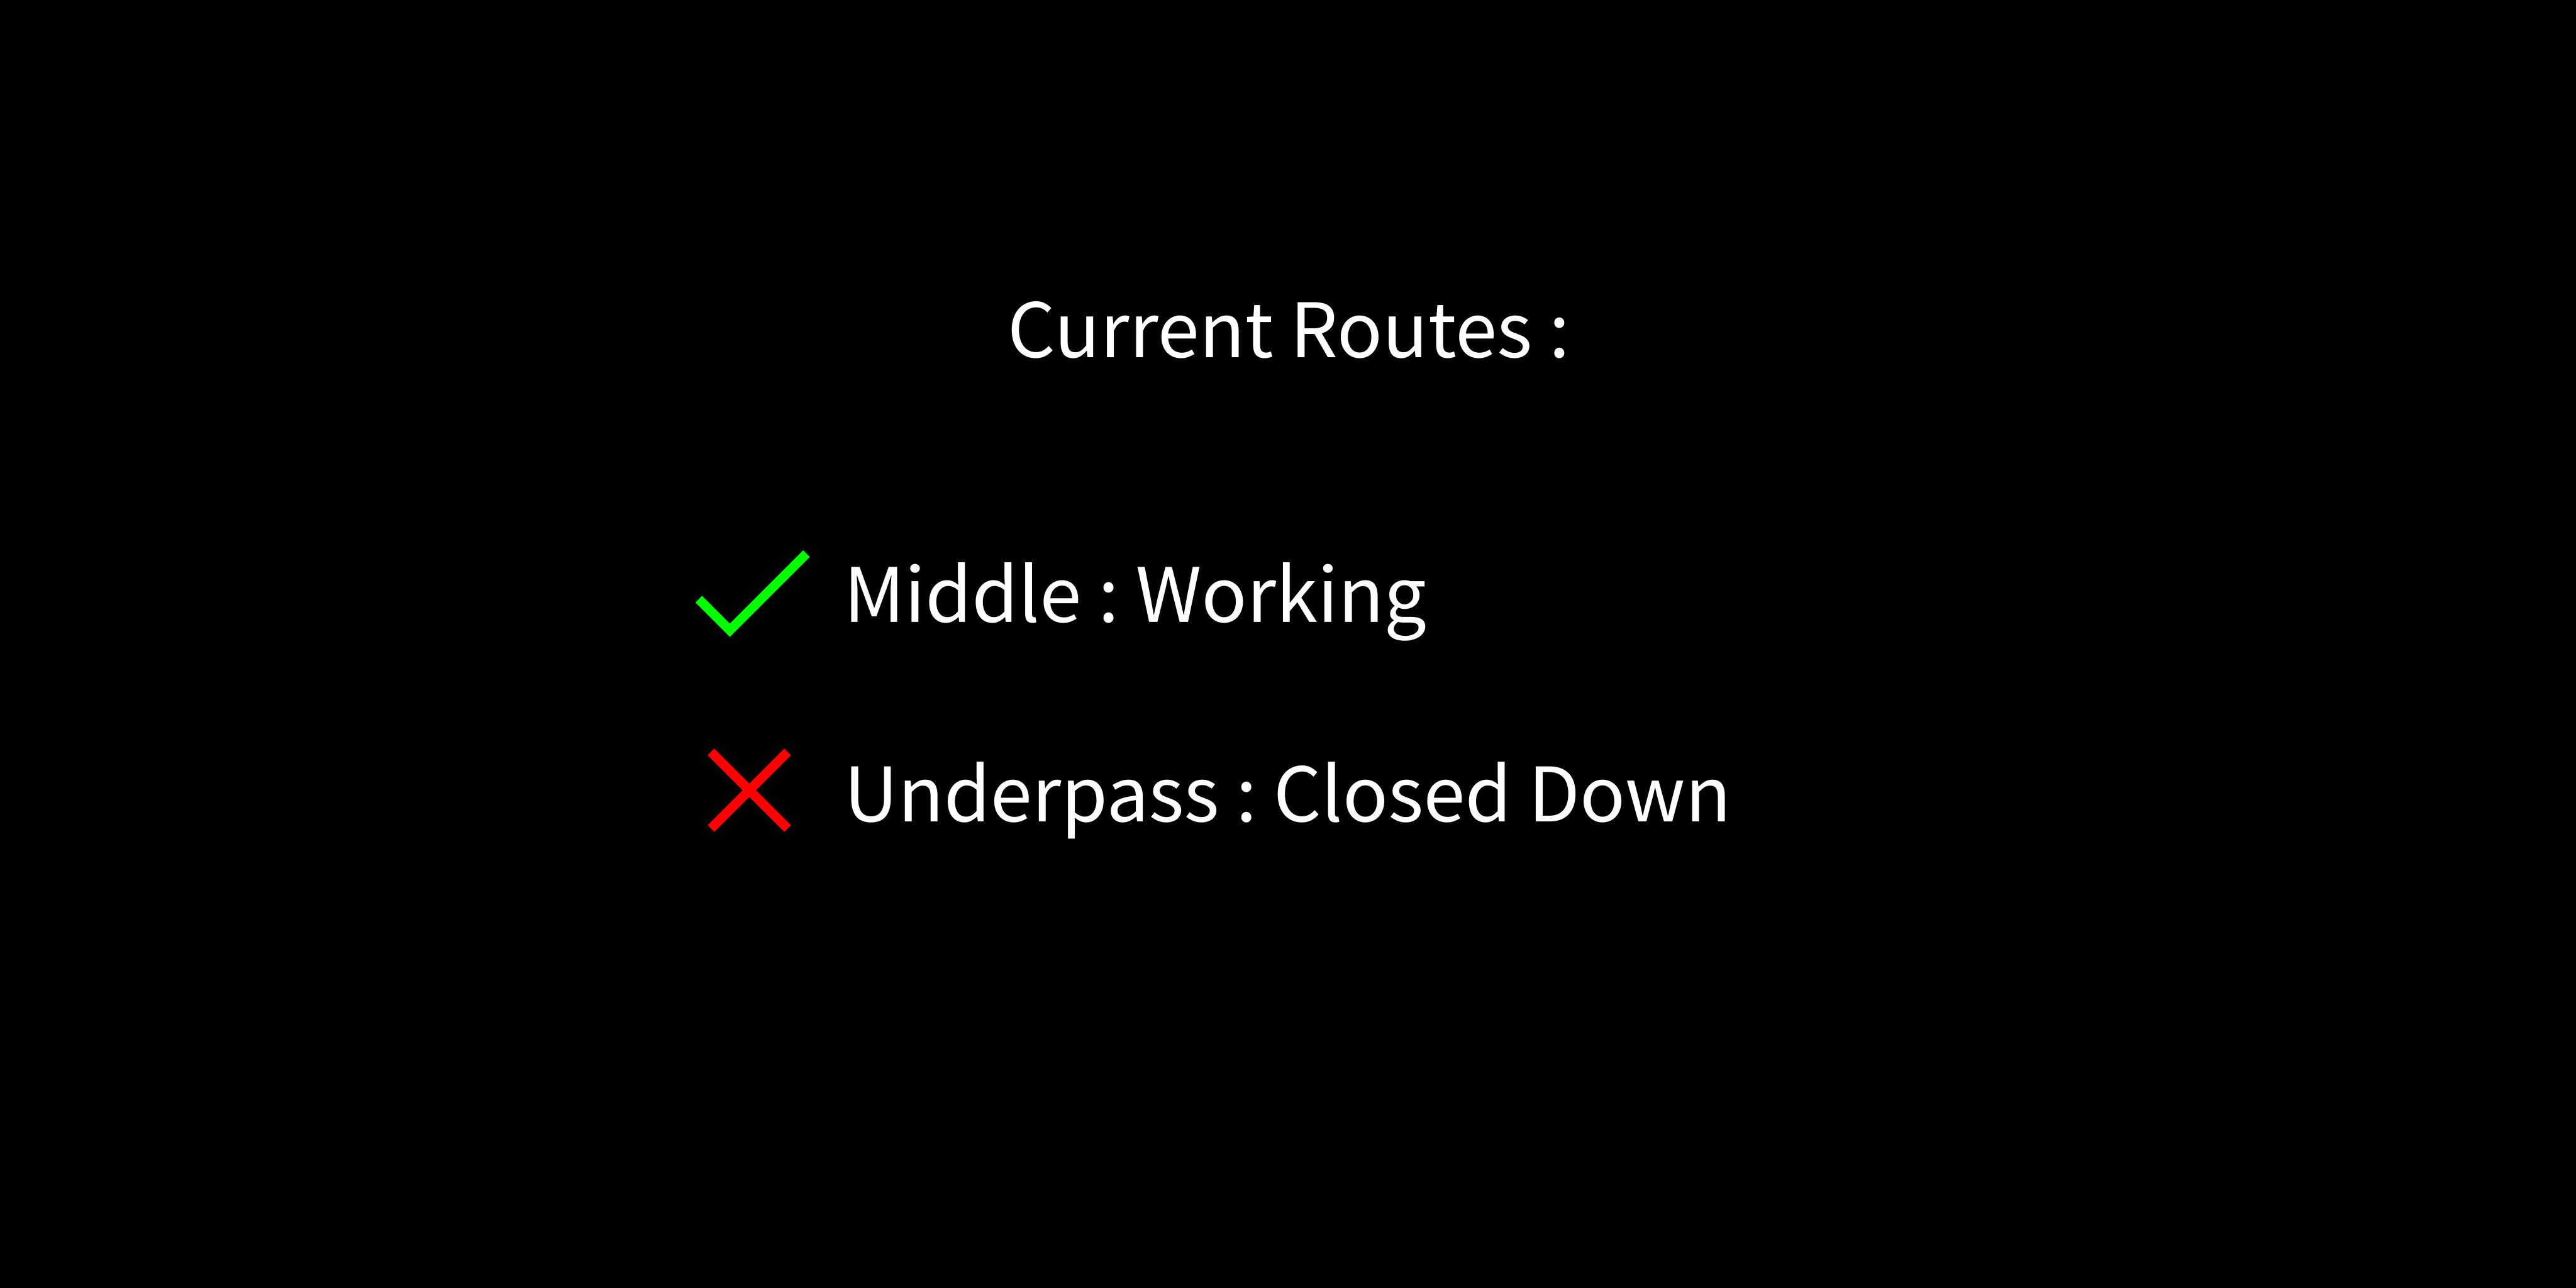 Current Routes :
Middle : Working
Underpass : Closed Down